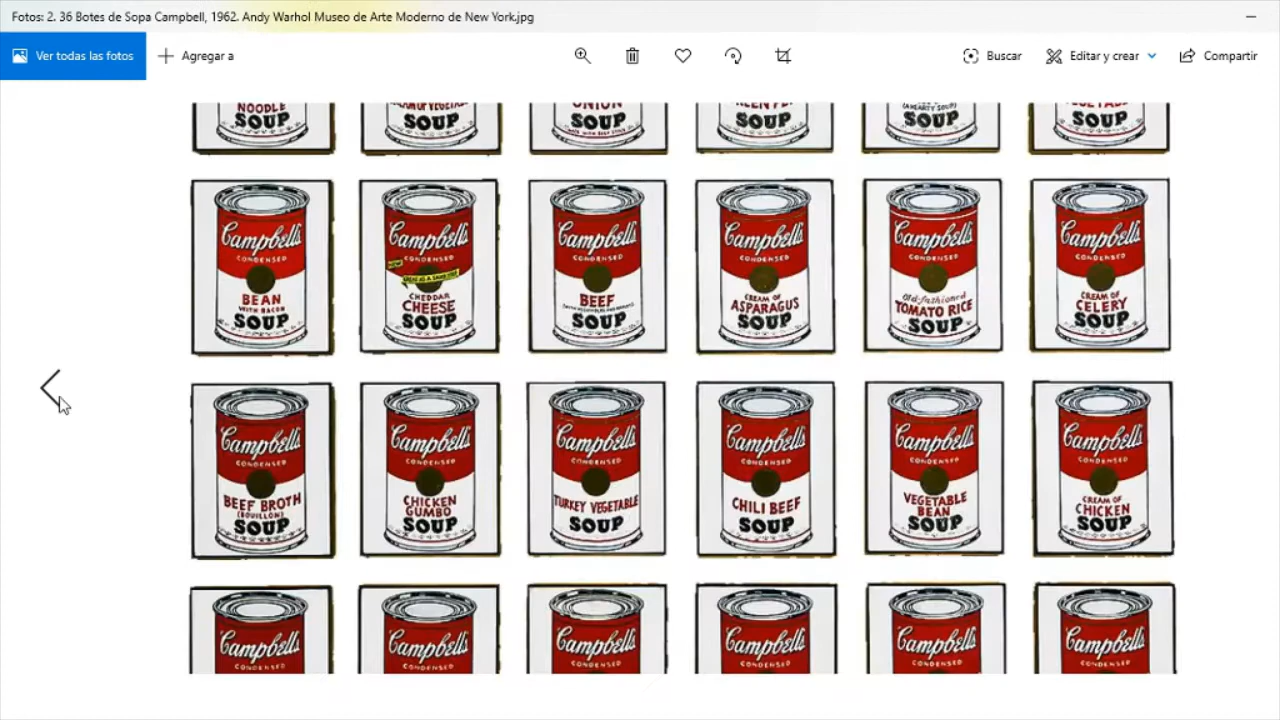 Fotos: 2. 36 Botes de Sopa Campbell, 1962. Andy Warhol Museo de Arte Moderno de New York.jpg
Ver todas las fotos
Agregar a
Buscar
Editar y crear
Compartir
NOODLE
SOUP
SOUP
SOUP
SOUP
(A HEARTY SOUP)
SOUP
SOUP
Campbell's
CONDENSED
BEAN
WITH BACON
SOUP
Campbell's
CONDENSED
CHEDDAR
CHEESE
SOUP
Campbell's
CONDENSED
BEEF
SOUP
Campbell's
CONDENSED
CREAM OF
ASPARAGUS
SOUP
Campbell's
CONDENSED
Old-fashioned
TOMATO RICE
SOUP
Campbell's
CONDENSED
CREAM OF
CELERY
SOUP
Campbell's
CONDENSED
BEEF BROTH
(BOUILLON)
SOUP
Campbell's
CONDENSED
CHICKEN
GUMBO
SOUP
Campbell's
CONDENSED
TURKEY VEGETABLE
SOUP
Campbell's
CONDENSED
CHILI BEEF
SOUP
Campbell's
CONDENSED
VEGETABLE
BEAN
SOUP
Campbell's
CONDENSED
CREAM OF
CHICKEN
SOUP
Campbell's
CONDENSED
Campbell's
CONDENSED
Campbell's
CONDENSED
Campbell's
CONDENSED
Campbell's
CONDENSED
Campbell's
CONDENSED